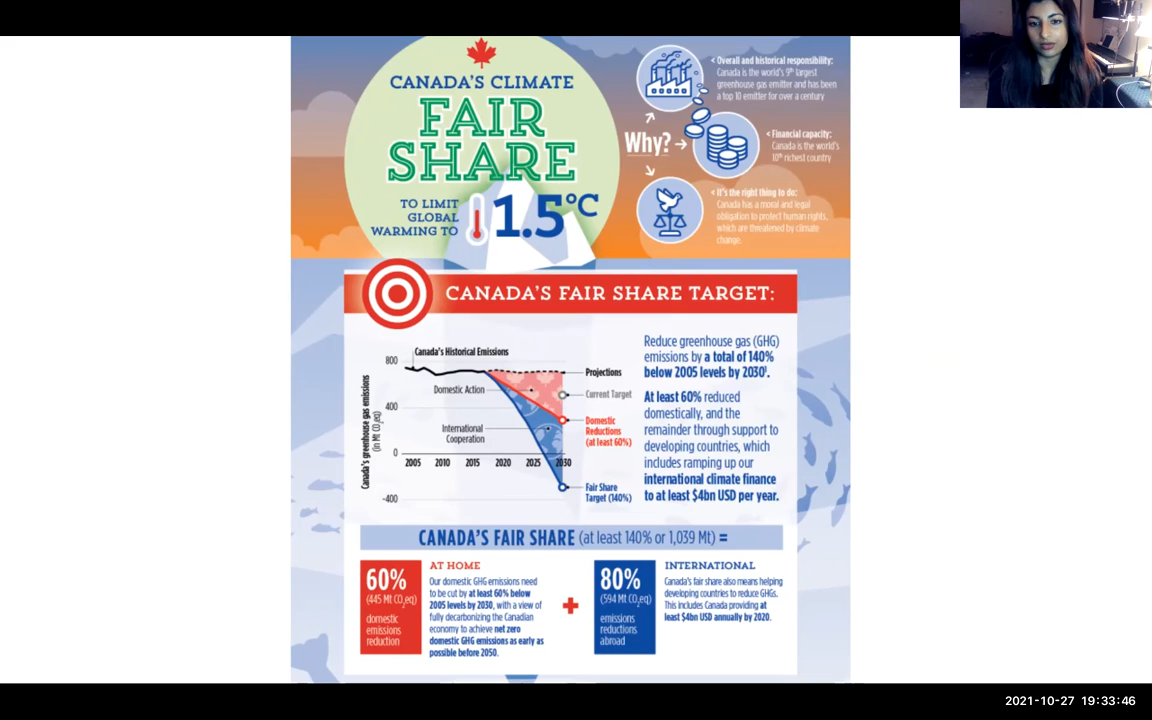 CANADA'S CLIMATE
FAIR
SHARE
TO LIMIT
GLOBAL
WARMING TO
1.5°C
Why?
< Overall and historical responsibility:
Canada is the world's 9th largest
greenhouse gas emitter and has been
a top 10 emitter for over a century
< Financial capacity:
Canada is the world's
10th richest country
< It's the right thing to do:
Canada has a moral and legal
obligation to protect human rights,
which are threatened by climate
change.
CANADA'S FAIR SHARE TARGET:
Canada's greenhouse gas emissions
(in Mt CO2eq)
800
400
0
-400
Canada's Historical Emissions
Domestic Action
International
Cooperation
2005 2010 2015 2020 2025 2030
Projections
Current Target
Domestic
Reductions
(at least 60%)
Fair Share
Target (140%)
Reduce greenhouse gas (GHG)
emissions by a total of 140%
below 2005 levels by 2030¹.
At least 60% reduced
domestically, and the
remainder through support to
developing countries, which
includes ramping up our
international climate finance
to at least $4bn USD per year.
CANADA'S FAIR SHARE (at least 140% or 1,039 Mt) =
60%
(445 Mt CO2eq)
domestic
emissions
reduction
AT HOME
Our domestic GHG emissions need
to be cut by at least 60% below
2005 levels by 2030, with a view of
fully decarbonizing the Canadian
economy to achieve net zero
domestic GHG emissions as early as
possible before 2050.
+
80%
(594 Mt CO2eq)
emissions
reductions
abroad
INTERNATIONAL
Canada's fair share also means helping
developing countries to reduce GHGs.
This includes Canada providing at
least $4bn USD annually by 2020.
2021-10-27 19:33:46